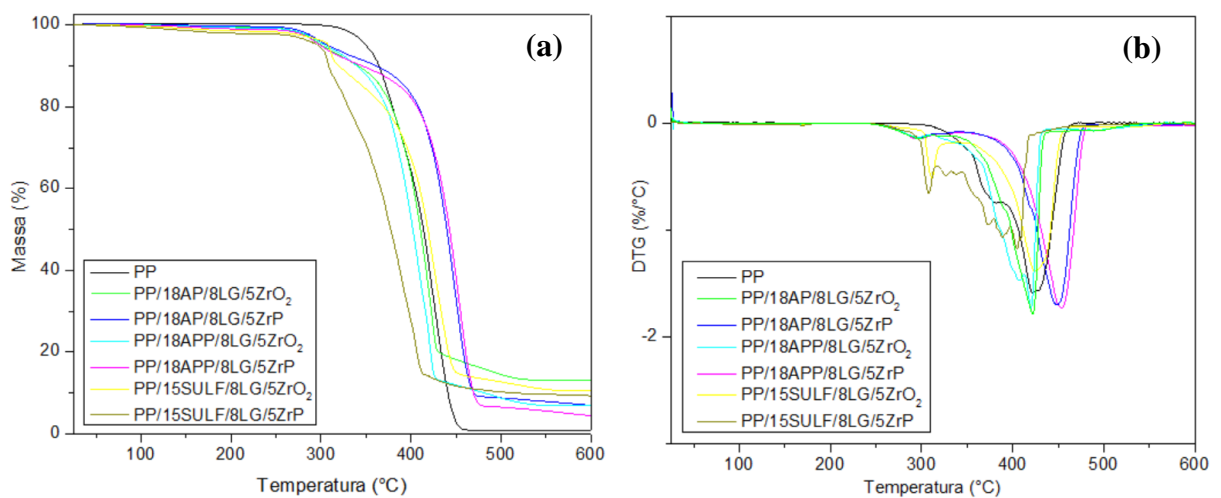 (a)
100
80
60
40
20
0
Massa (%)
PP
PP/18AP/8LG/5ZrO₂
PP/18AP/8LG/5ZrP
PP/18APP/8LG/5ZrO₂
PP/18APP/8LG/5ZrP
PP/15SULF/8LG/5ZrO₂
PP/15SULF/8LG/5ZrP
100 200 300 400 500 600
Temperatura (°C)
(b)
0
-2
DTG (%/°C)
PP
PP/18AP/8LG/5ZrO₂
PP/18AP/8LG/5ZrP
PP/18APP/8LG/5ZrO₂
PP/18APP/8LG/5ZrP
PP/15SULF/8LG/5ZrO₂
PP/15SULF/8LG/5ZrP
100 200 300 400 500 600
Temperatura (°C)